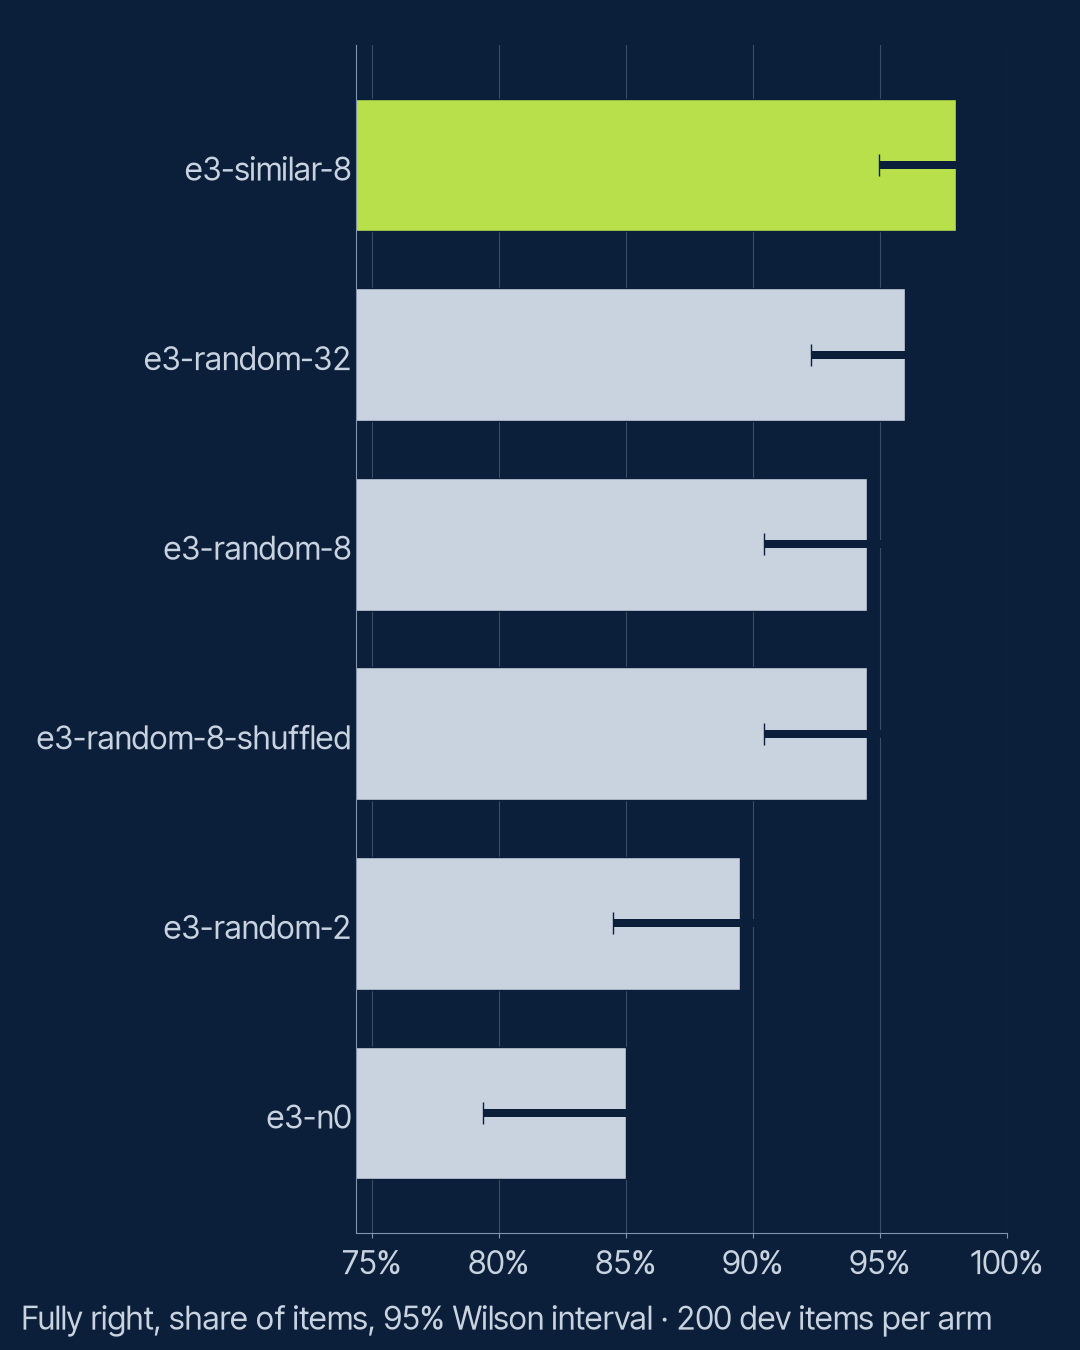 e3-similar-8
e3-random-32
e3-random-8
e3-random-8-shuffled
e3-random-2
e3-n0
75% 80% 85% 90% 95% 100%
Fully right, share of items, 95% Wilson interval · 200 dev items per arm